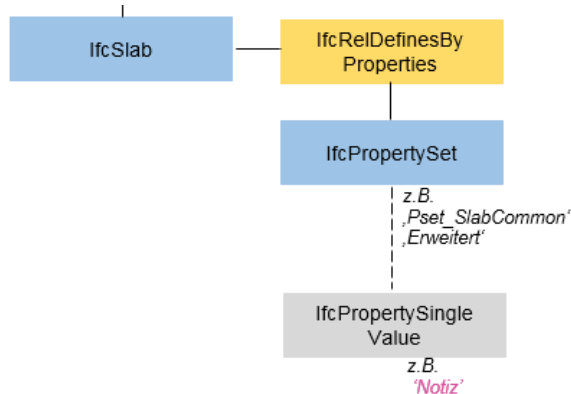 IfcSlab
IfcRelDefinesBy
Properties
IfcPropertySet
z.B.
‚Pset_SlabCommon‘
‚Erweitert‘
IfcPropertySingle
Value
z.B.
‘Notiz’